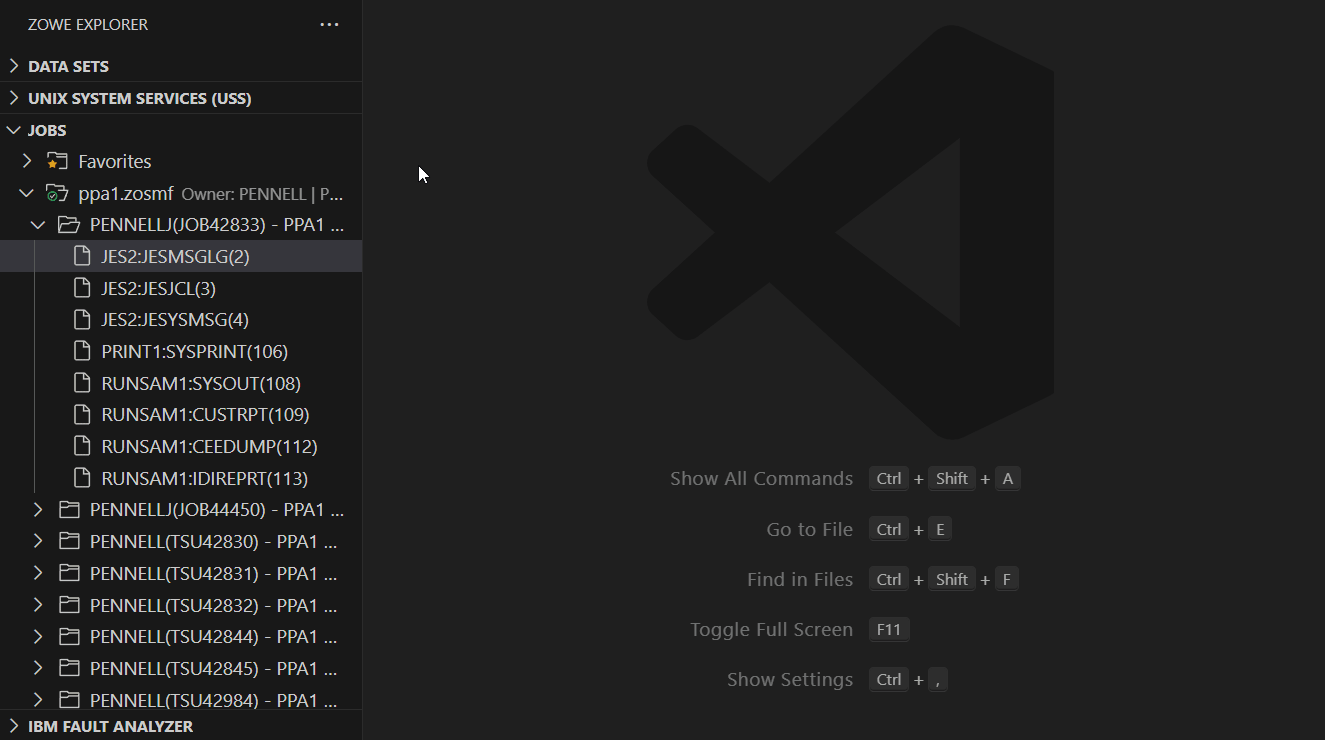 ZOWE EXPLORER ···
DATA SETS
UNIX SYSTEM SERVICES (USS)
JOBS
Favorites
ppa1.zosmf Owner: PENNELL | P...
PENNELLJ(JOB42833) - PPA1 ...
JES2:JESMSGLG(2)
JES2:JESJCL(3)
JES2:JESYSMSG(4)
PRINT1:SYSPRINT(106)
RUNSAM1:SYSOUT(108)
RUNSAM1:CUSTRPT(109)
RUNSAM1:CEEDUMP(112)
RUNSAM1:IDIREPRT(113)
PENNELLJ(JOB44450) - PPA1 ...
PENNELL(TSU42830) - PPA1 ...
PENNELL(TSU42831) - PPA1 ...
PENNELL(TSU42832) - PPA1 ...
PENNELL(TSU42844) - PPA1 ...
PENNELL(TSU42845) - PPA1 ...
PENNELL(TSU42984) - PPA1 ...
IBM FAULT ANALYZER
Show All Commands Ctrl + Shift + A
Go to File Ctrl + E
Find in Files Ctrl + Shift + F
Toggle Full Screen F11
Show Settings Ctrl + ,